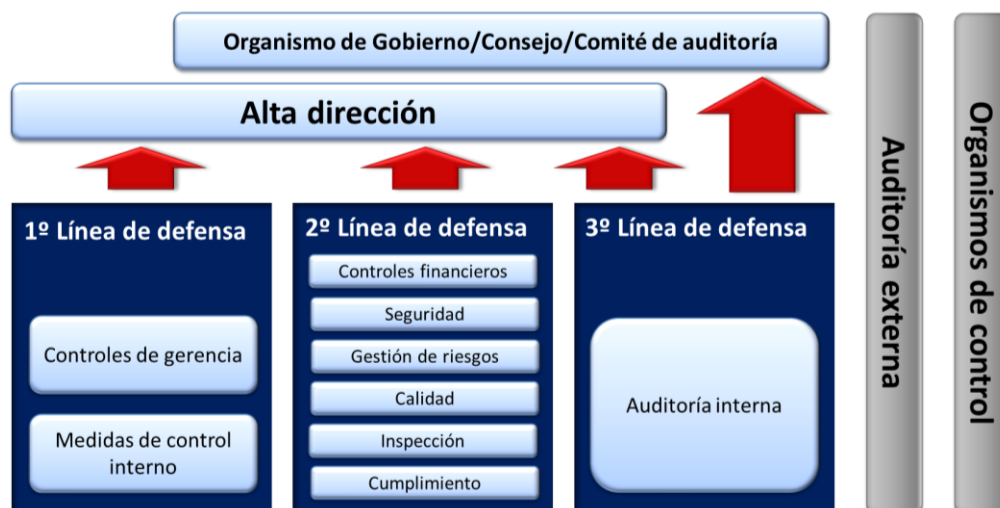 Organismo de Gobierno/Consejo/Comité de auditoría
Alta dirección
1º Línea de defensa
Controles de gerencia
Medidas de control
interno
2º Línea de defensa
Controles financieros
Seguridad
Gestión de riesgos
Calidad
Inspección
Cumplimiento
3º Línea de defensa
Auditoría interna
Auditoría externa
Organismos de control